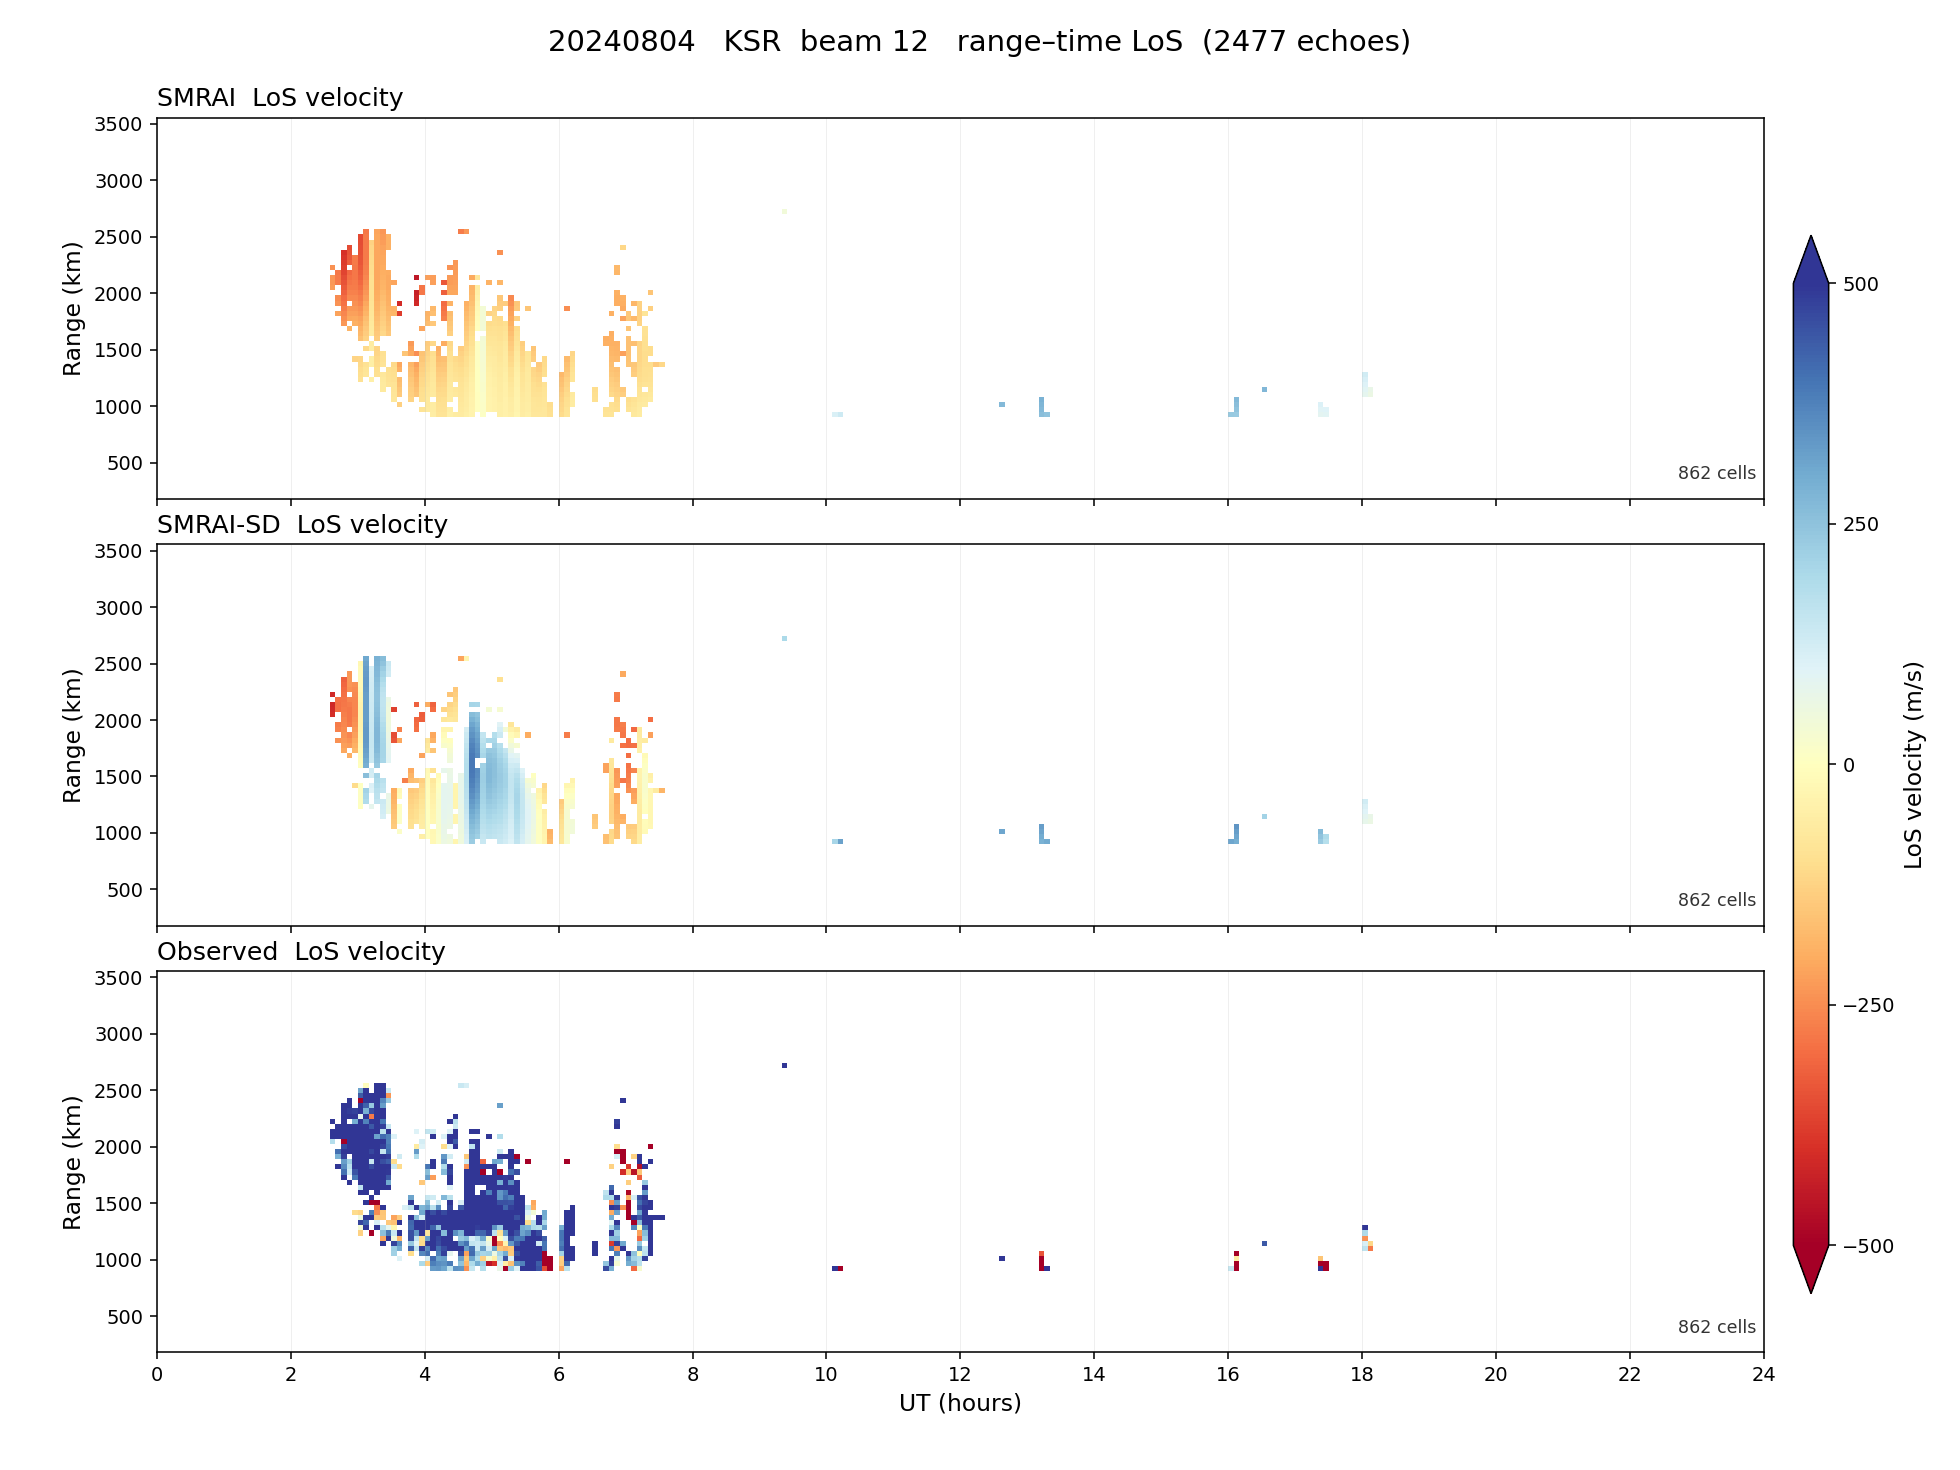 20240804   KSR  beam 12   range–time LoS  (2477 echoes)
SMRAI  LoS velocity
3500
3000
2500
2000
1500
1000
500
Range (km)
862 cells
SMRAI-SD  LoS velocity
3500
3000
2500
2000
1500
1000
500
Range (km)
862 cells
Observed  LoS velocity
3500
3000
2500
2000
1500
1000
500
Range (km)
862 cells
0 2 4 6 8 10 12 14 16 18 20 22 24
UT (hours)
500
250
0
−250
−500
LoS velocity (m/s)